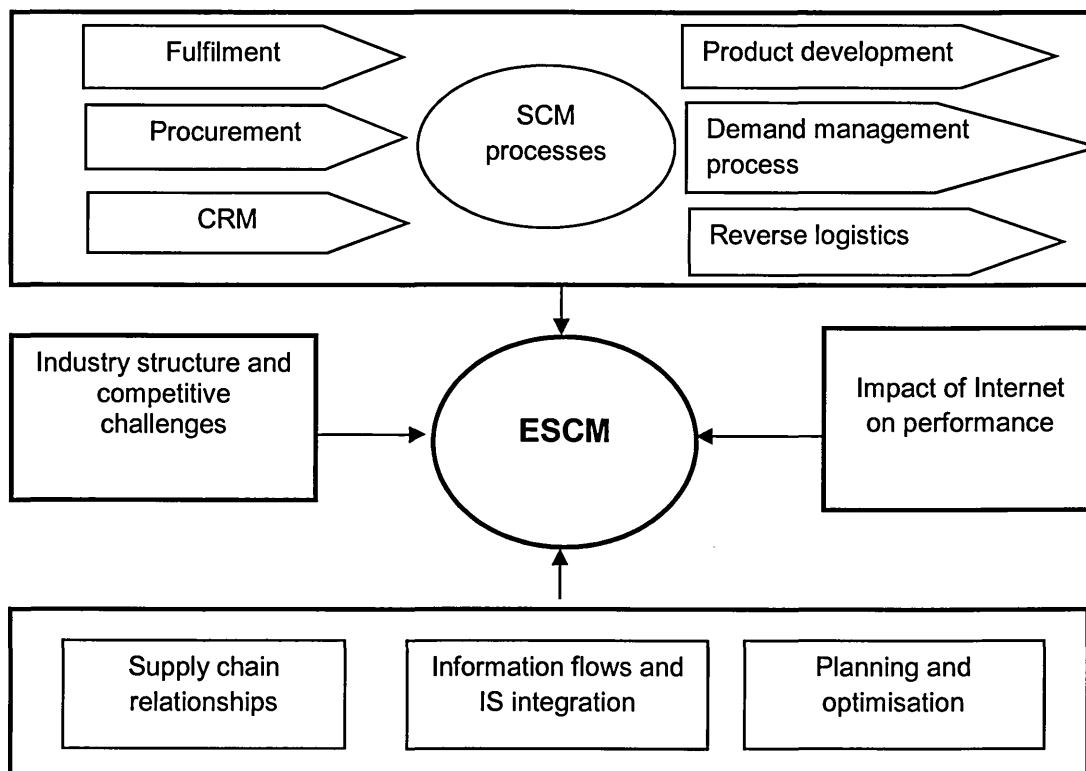 Fulfilment
Procurement
CRM
SCM
processes
Product development
Demand management
process
Reverse logistics
Industry structure and
competitive
challenges
ESCM
Impact of Internet
on performance
Supply chain
relationships
Information flows and
IS integration
Planning and
optimisation